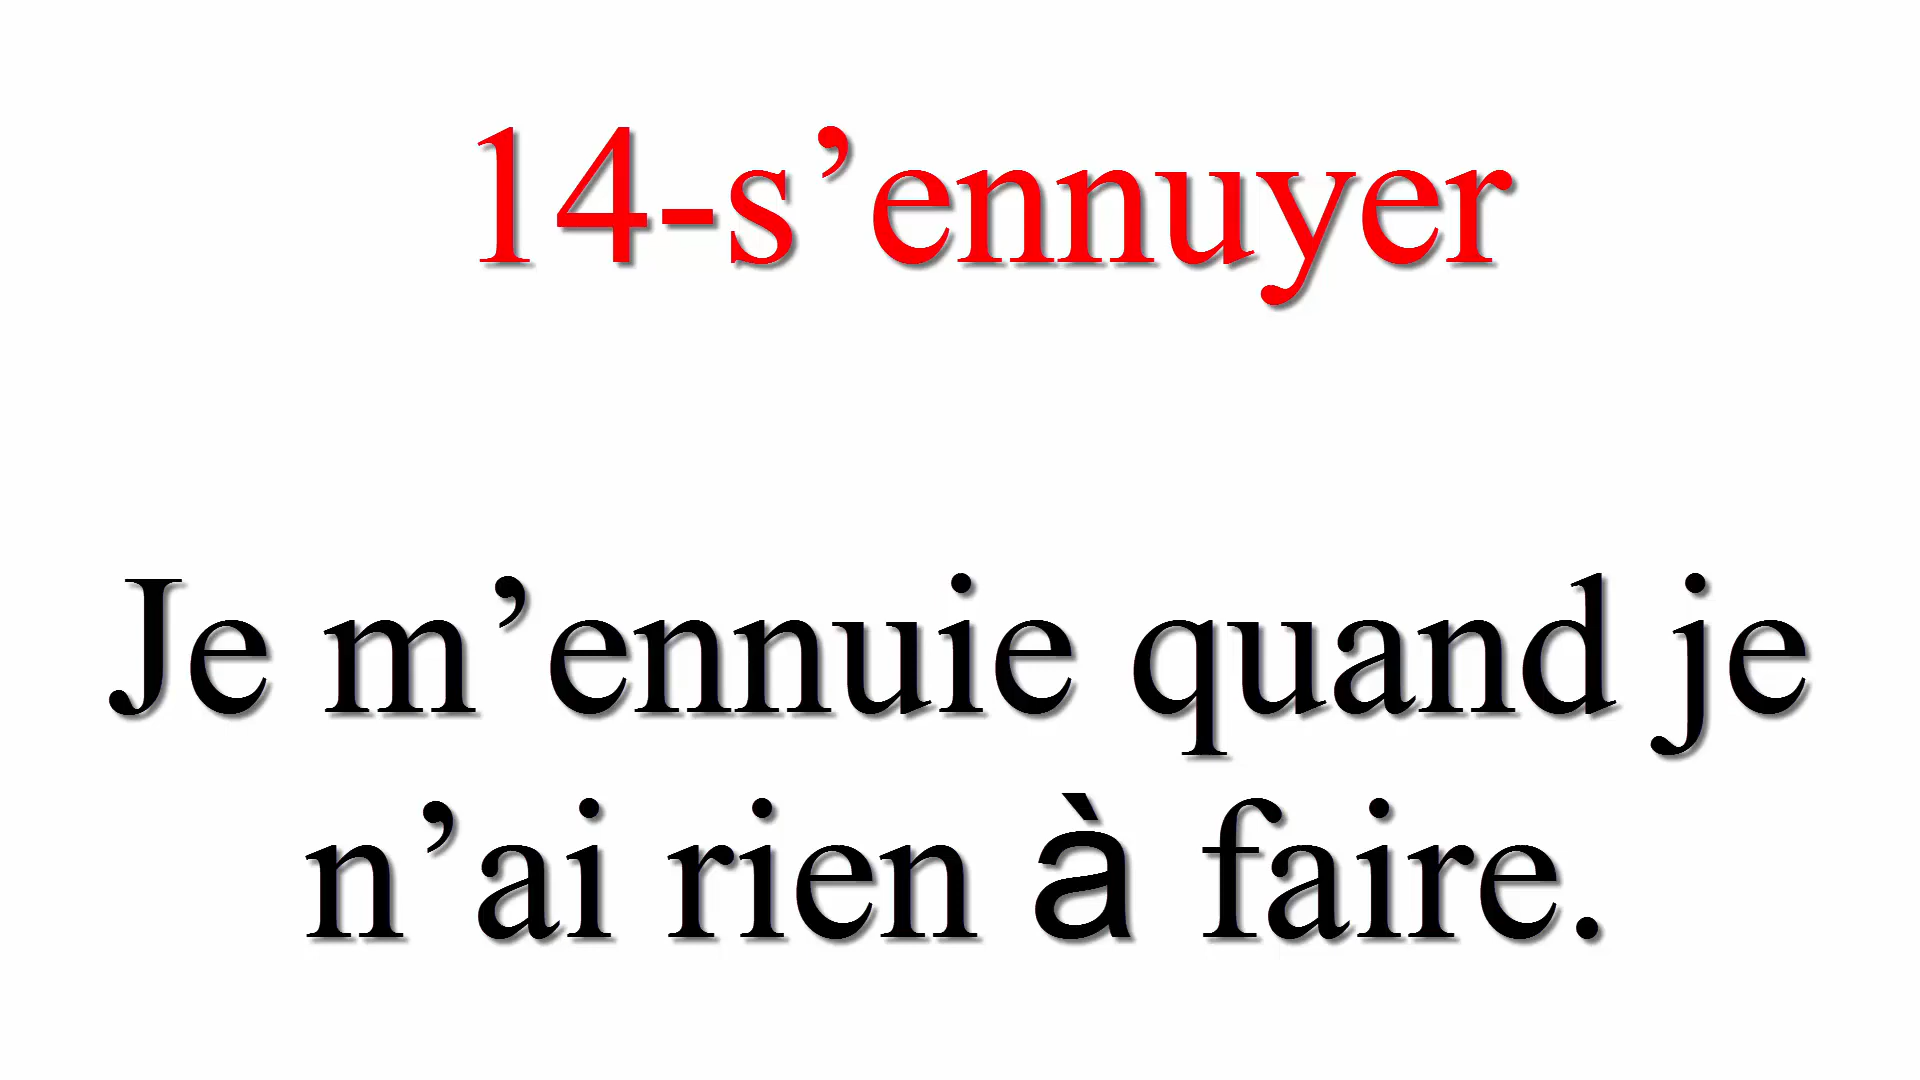 14-s’ennuyer
Je m’ennuie quand je
n’ai rien à faire.